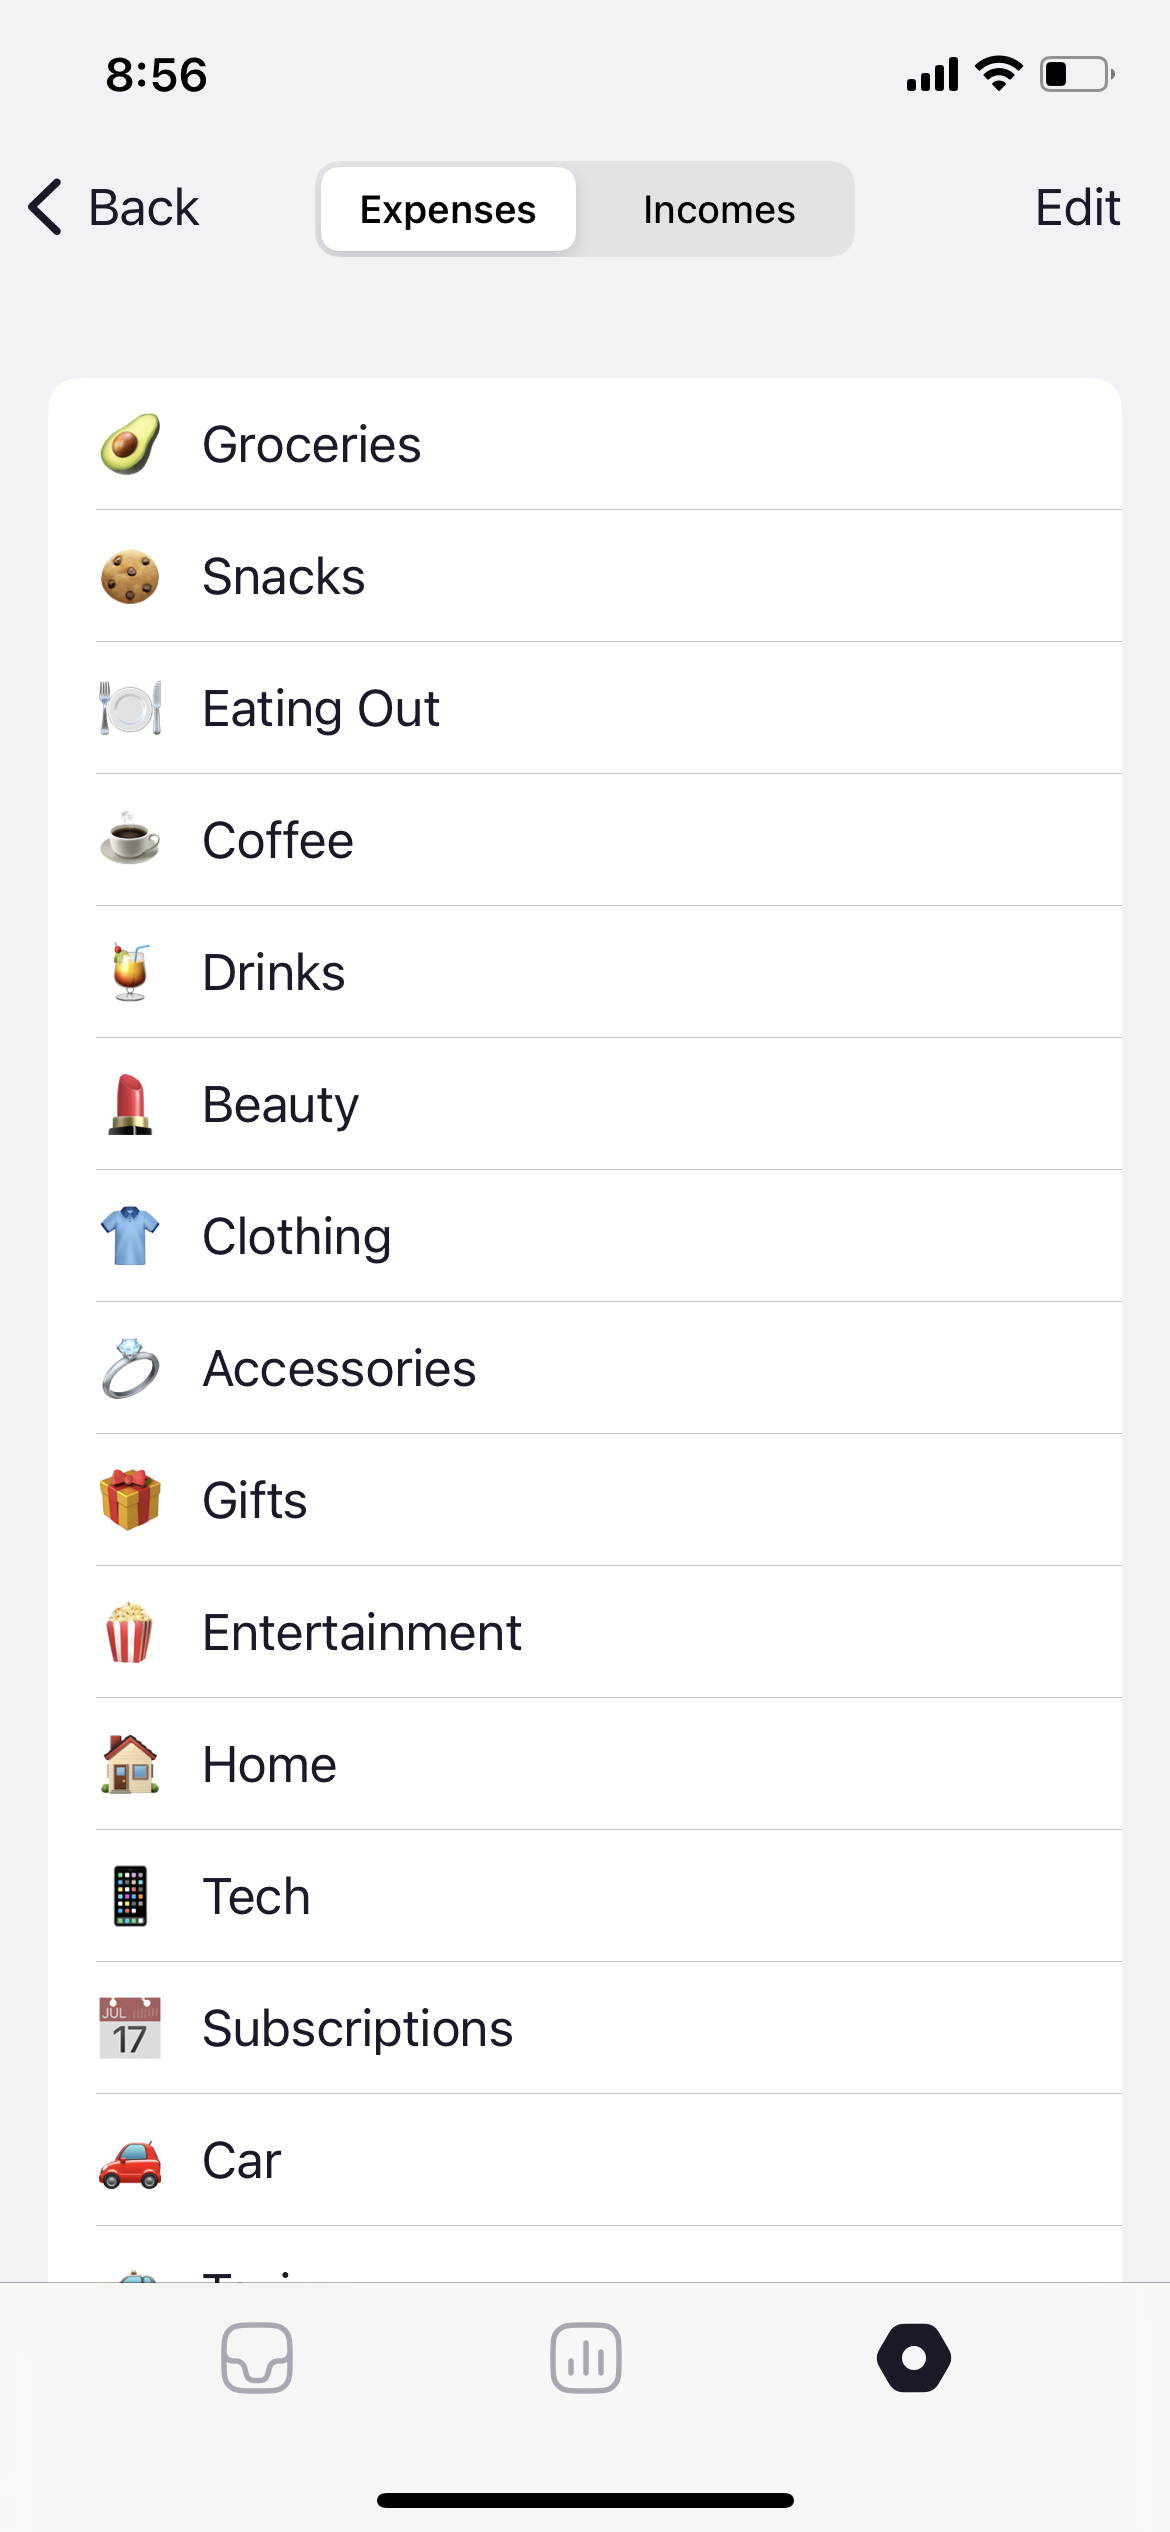 8:56
Back
Expenses
Incomes
Edit
Groceries
Snacks
Eating Out
Coffee
Drinks
Beauty
Clothing
Accessories
Gifts
Entertainment
Home
Tech
JUL
17
Subscriptions
Car